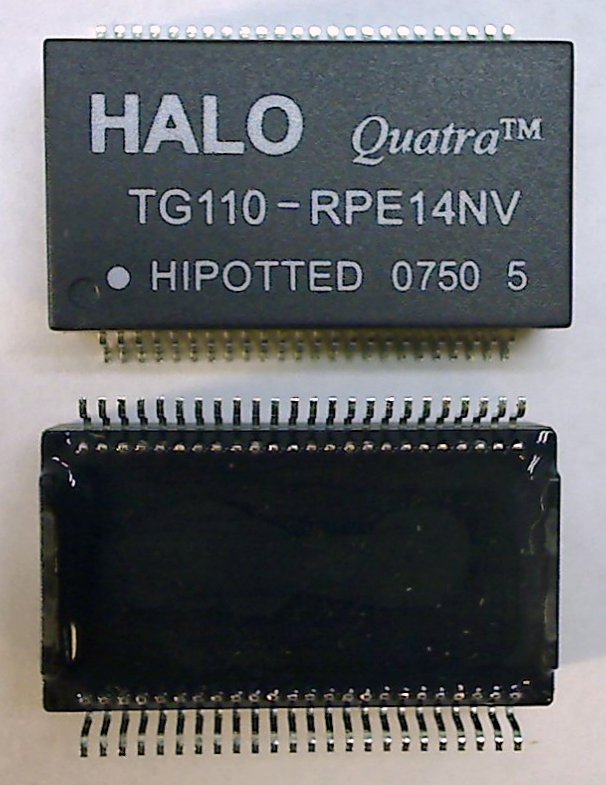 HALO Quatra™
TG110-RPE14NV
HIPOTTED 0750 5